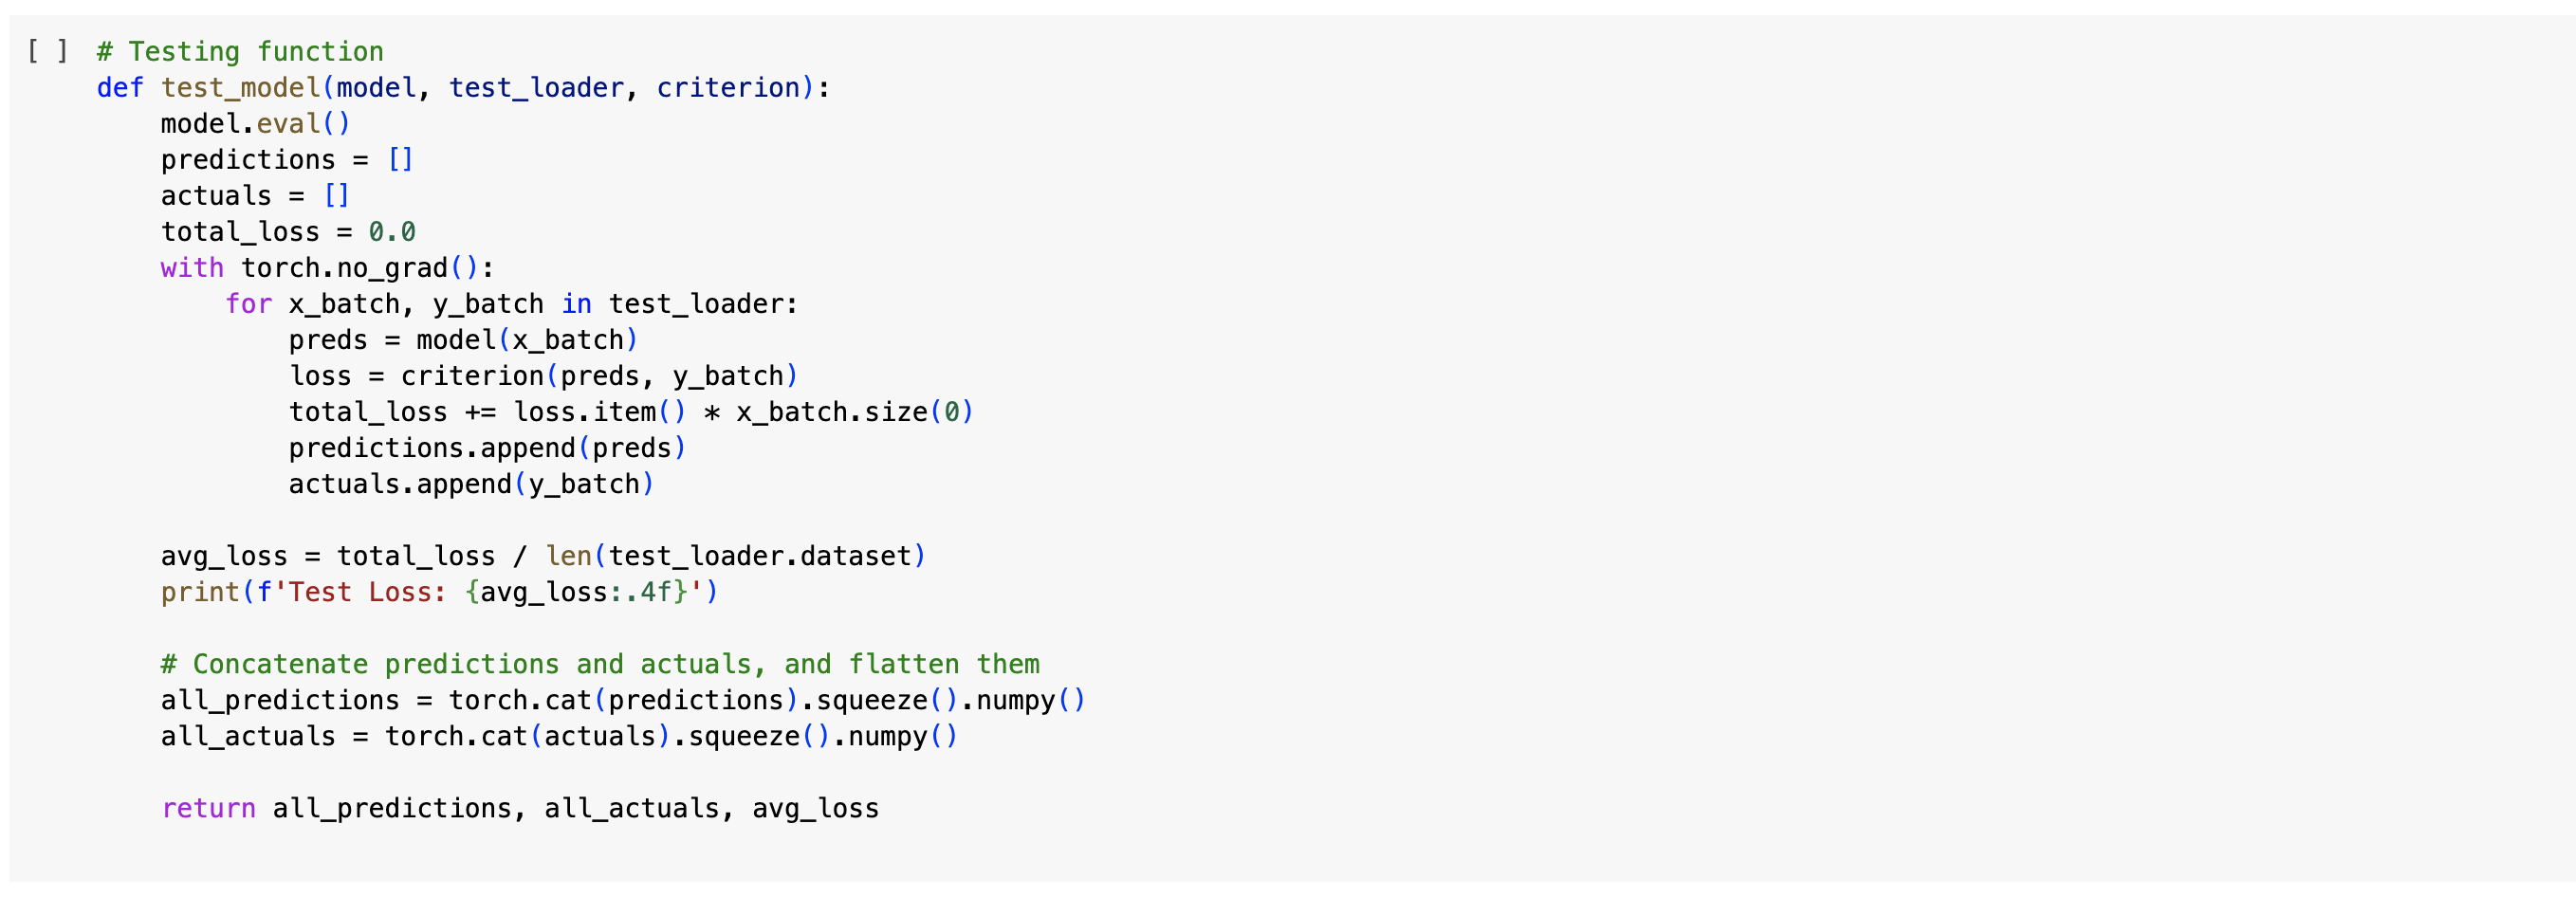 [ ] # Testing function
def test_model(model, test_loader, criterion):
    model.eval()
    predictions = []
    actuals = []
    total_loss = 0.0
    with torch.no_grad():
        for x_batch, y_batch in test_loader:
            preds = model(x_batch)
            loss = criterion(preds, y_batch)
            total_loss += loss.item() * x_batch.size(0)
            predictions.append(preds)
            actuals.append(y_batch)

    avg_loss = total_loss / len(test_loader.dataset)
    print(f'Test Loss: {avg_loss:.4f}')

    # Concatenate predictions and actuals, and flatten them
    all_predictions = torch.cat(predictions).squeeze().numpy()
    all_actuals = torch.cat(actuals).squeeze().numpy()

    return all_predictions, all_actuals, avg_loss